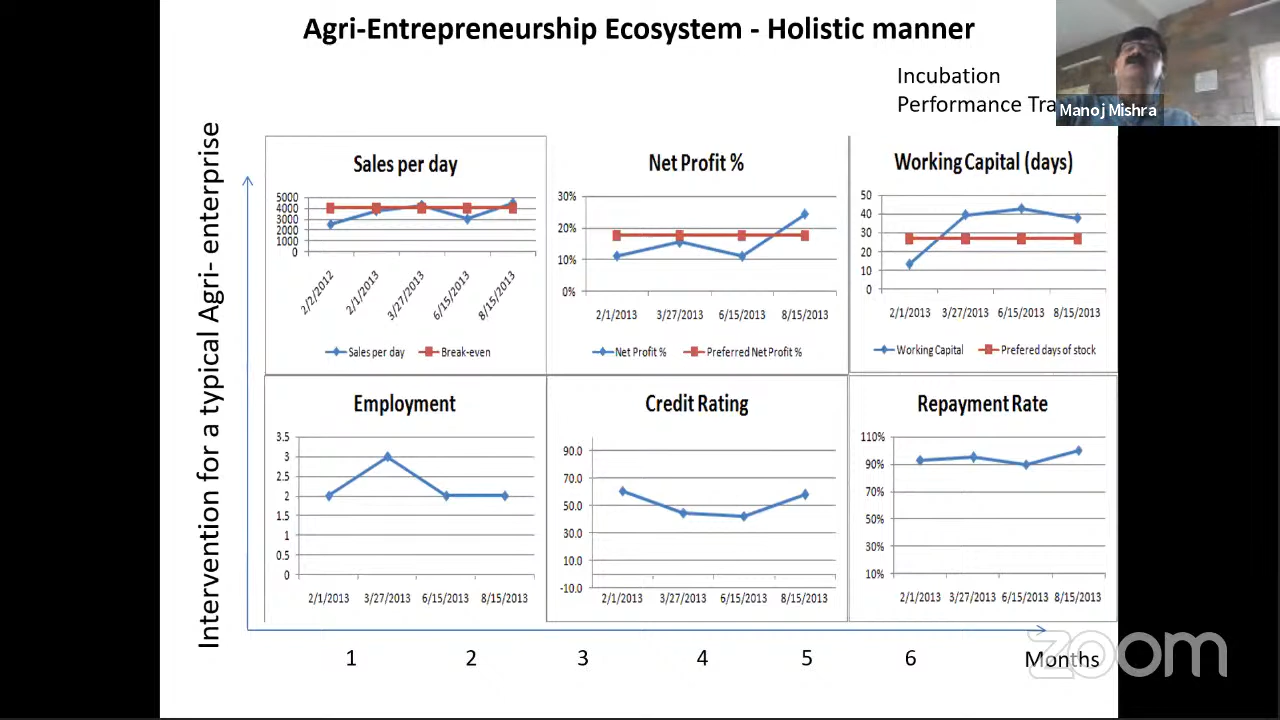 Agri-Entrepreneurship Ecosystem - Holistic manner
Incubation
Performance Tra
Manoj Mishra
Intervention for a typical Agri- enterprise
Sales per day
5000
4000
3000
2000
1000
0
2/2/2012
2/1/2013
3/27/2013
6/15/2013
8/15/2013
Sales per day
Break-even
Net Profit %
30%
20%
10%
0%
2/1/2013 3/27/2013 6/15/2013 8/15/2013
Net Profit %
Preferred Net Profit %
Working Capital (days)
50
40
30
20
10
0
2/1/2013 3/27/2013 6/15/2013 8/15/2013
Working Capital
Prefered days of stock
Employment
3.5
3
2.5
2
1.5
1
0.5
0
2/1/2013 3/27/2013 6/15/2013 8/15/2013
Credit Rating
90.0
70.0
50.0
30.0
10.0
-10.0
2/1/2013 3/27/2013 6/15/2013 8/15/2013
Repayment Rate
110%
90%
70%
50%
30%
10%
2/1/2013 3/27/2013 6/15/2013 8/15/2013
1 2 3 4 5 6 Months
zoom